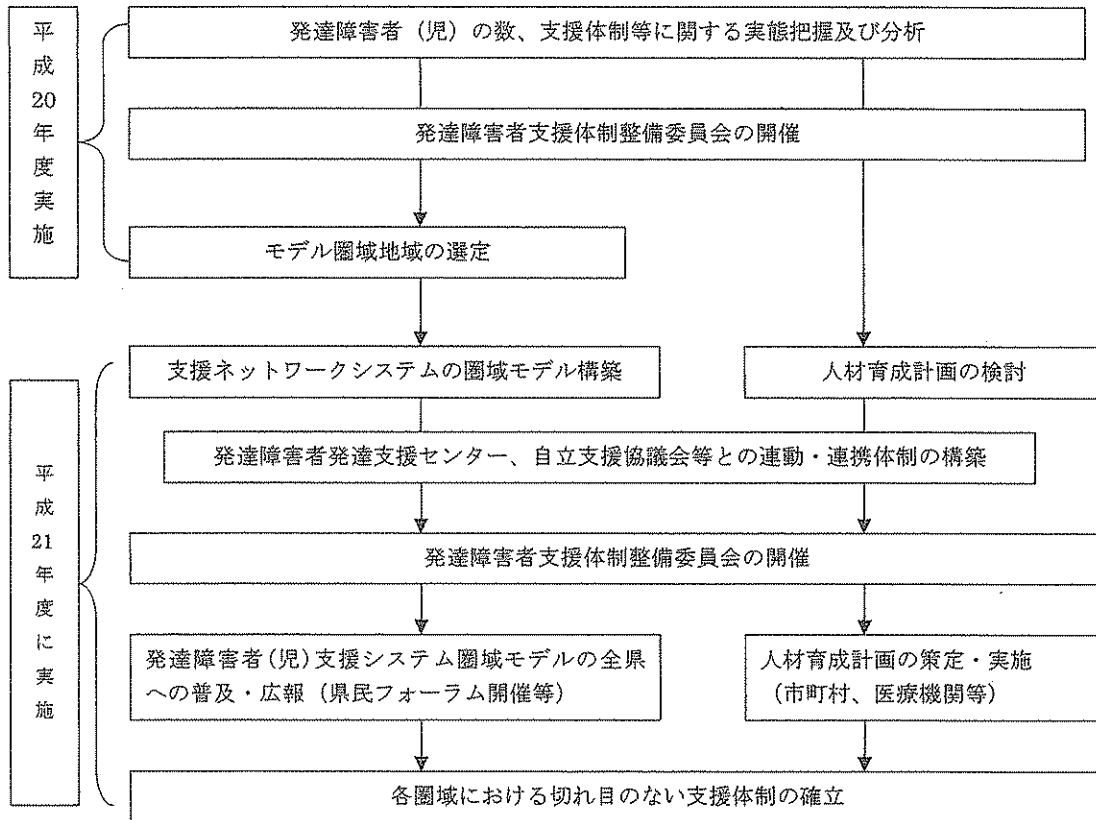 平成20年度実施
発達障害者（児）の数、支援体制等に関する実態把握及び分析
発達障害者支援体制整備委員会の開催
モデル圏域地域の選定
平成21年度に実施
支援ネットワークシステムの圏域モデル構築
人材育成計画の検討
発達障害者発達支援センター、自立支援協議会等との連動・連携体制の構築
発達障害者支援体制整備委員会の開催
発達障害者(児)支援システム圏域モデルの全県
への普及・広報（県民フォーラム開催等）
人材育成計画の策定・実施
（市町村、医療機関等）
各圏域における切れ目のない支援体制の確立